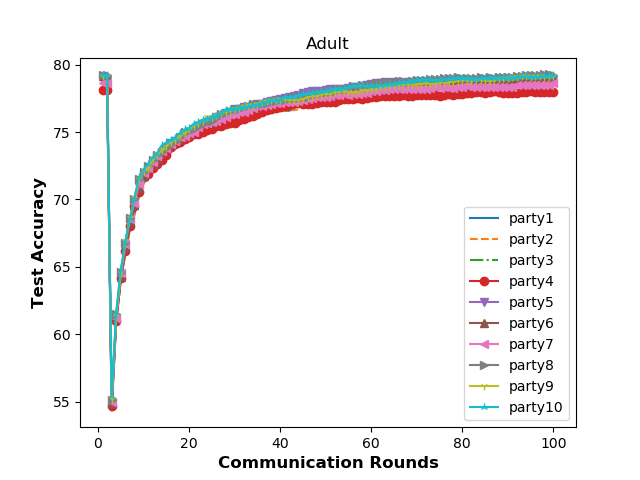 Adult
Test Accuracy
80
75
70
65
60
55
0 20 40 60 80 100
Communication Rounds
party1
party2
party3
party4
party5
party6
party7
party8
party9
party10